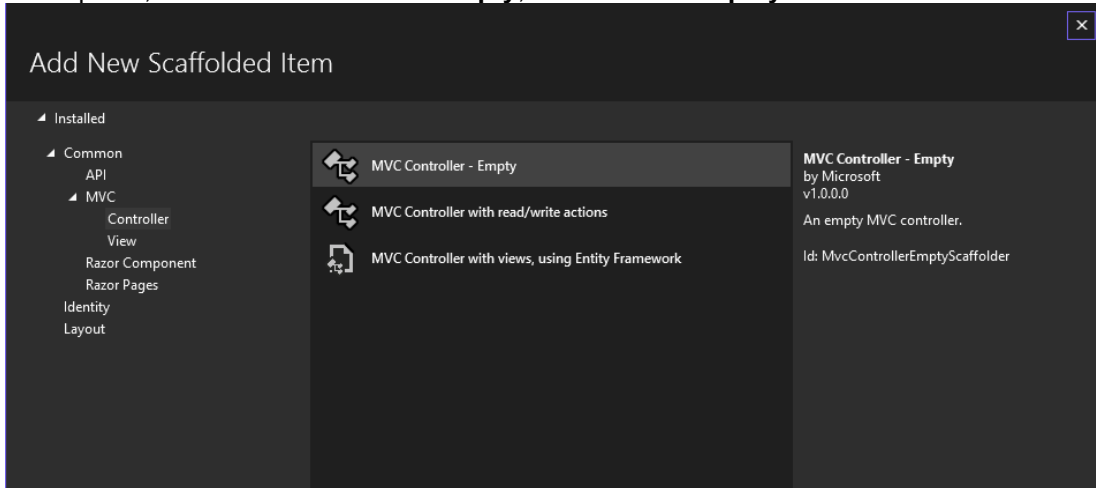 Add New Scaffolded Item
Installed
Common
API
MVC
Controller
View
Razor Component
Razor Pages
Identity
Layout
MVC Controller - Empty
MVC Controller with read/write actions
MVC Controller with views, using Entity Framework
MVC Controller - Empty
by Microsoft
v1.0.0.0
An empty MVC controller.
Id: MvcControllerEmptyScaffolder